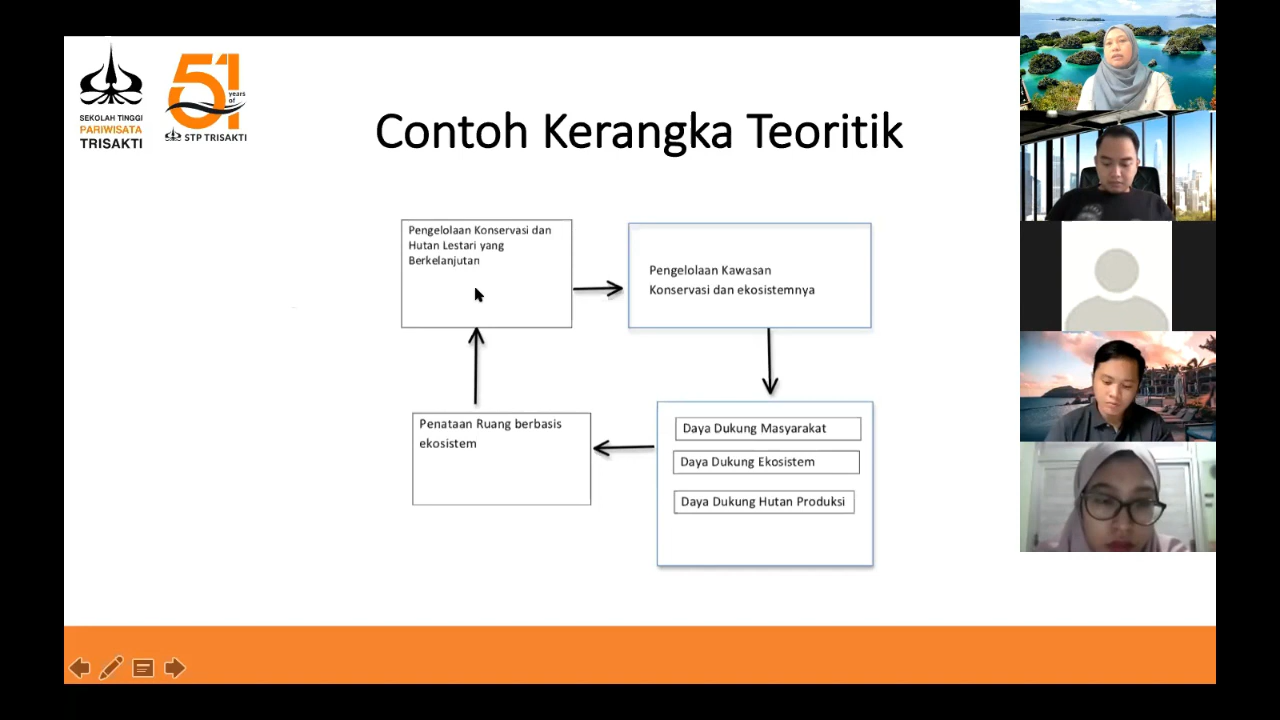 SEKOLAH TINGGI
PARIWISATA
TRISAKTI
51
years
of
STP TRISAKTI
Contoh Kerangka Teoritik
Pengelolaan Konservasi dan
Hutan Lestari yang
Berkelanjutan
Pengelolaan Kawasan
Konservasi dan ekosistemnya
Penataan Ruang berbasis
ekosistem
Daya Dukung Masyarakat
Daya Dukung Ekosistem
Daya Dukung Hutan Produksi